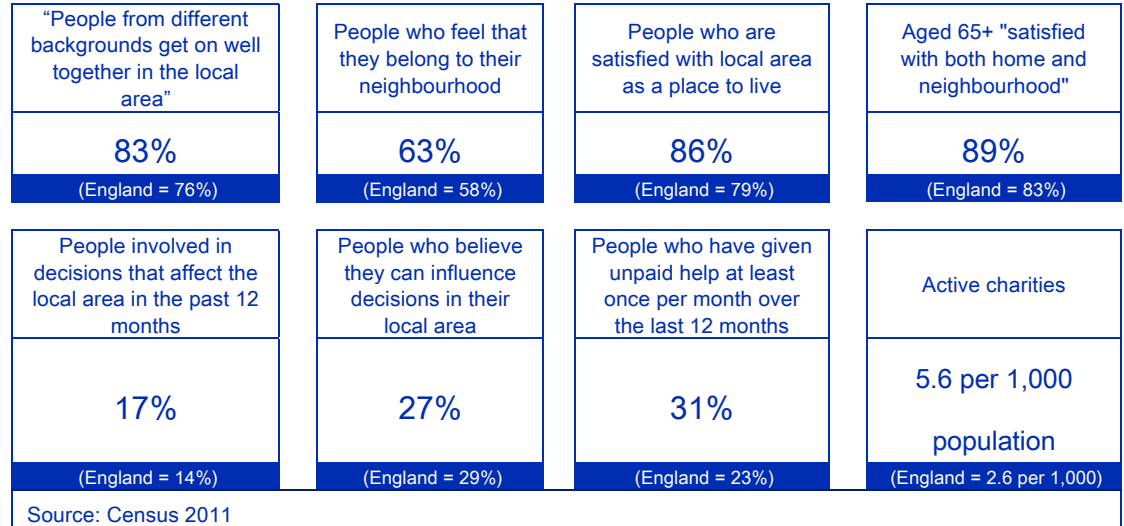 “People from different
backgrounds get on well
together in the local
area”
83%
(England = 76%)
People who feel that
they belong to their
neighbourhood
63%
(England = 58%)
People who are
satisfied with local area
as a place to live
86%
(England = 79%)
Aged 65+ "satisfied
with both home and
neighbourhood"
89%
(England = 83%)
People involved in
decisions that affect the
local area in the past 12
months
17%
(England = 14%)
People who believe
they can influence
decisions in their
local area
27%
(England = 29%)
People who have given
unpaid help at least
once per month over
the last 12 months
31%
(England = 23%)
Active charities
5.6 per 1,000
population
(England = 2.6 per 1,000)
Source: Census 2011